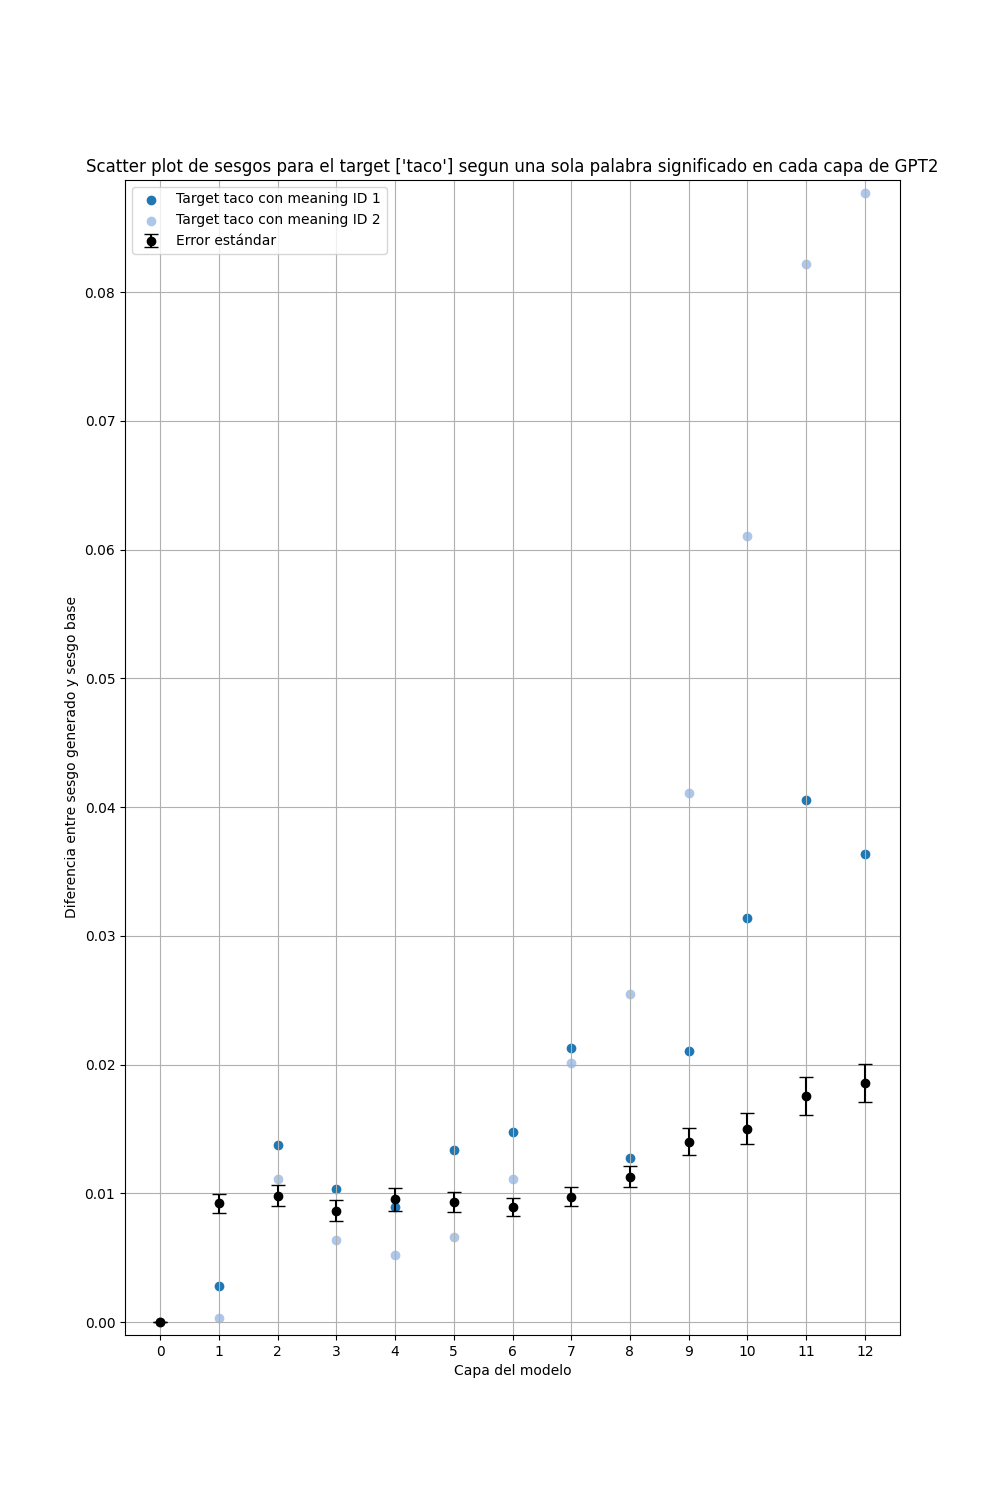 Scatter plot de sesgos para el target ['taco'] segun una sola palabra significado en cada capa de GPT2
Target taco con meaning ID 1
Target taco con meaning ID 2
Error estándar
0.08
0.07
0.06
0.05
0.04
0.03
0.02
0.01
0.00
Diferencia entre sesgo generado y sesgo base
0 1 2 3 4 5 6 7 8 9 10 11 12
Capa del modelo